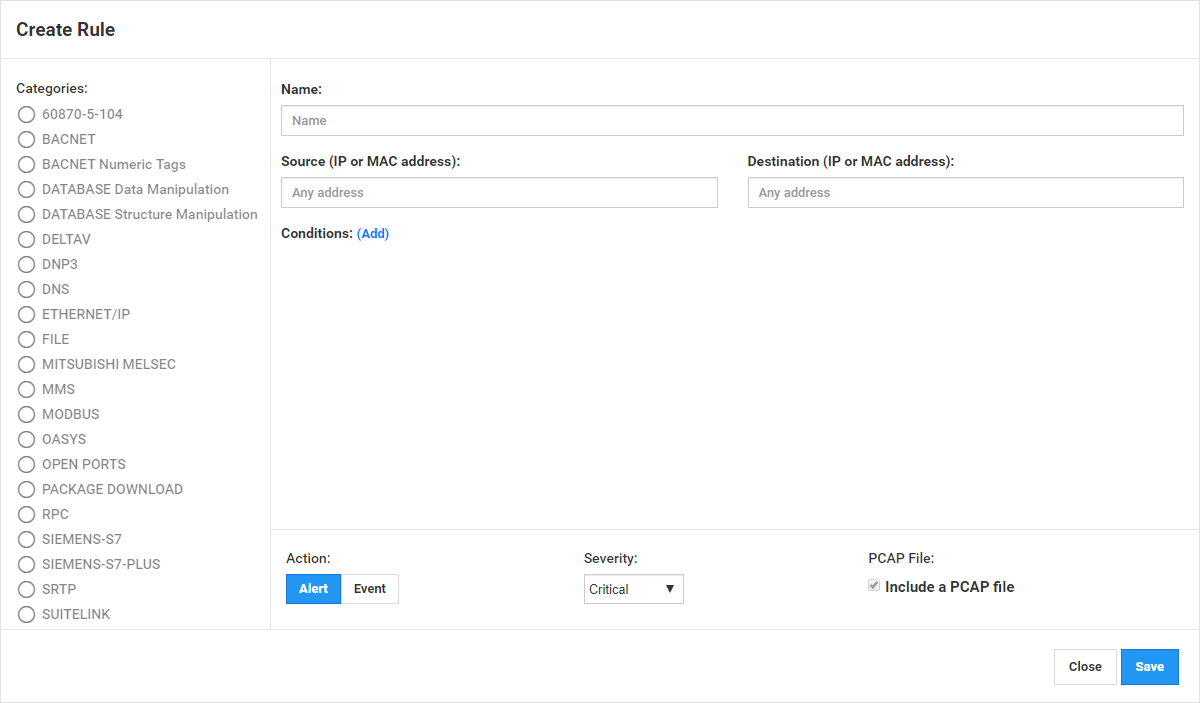 Create Rule
Categories:
60870-5-104
BACNET
BACNET Numeric Tags
DATABASE Data Manipulation
DATABASE Structure Manipulation
DELTAV
DNP3
DNS
ETHERNET/IP
FILE
MITSUBISHI MELSEC
MMS
MODBUS
OASYS
OPEN PORTS
PACKAGE DOWNLOAD
RPC
SIEMENS-S7
SIEMENS-S7-PLUS
SRTP
SUITELINK
Name:
Name
Source (IP or MAC address): Destination (IP or MAC address):
Any address Any address
Conditions: (Add)
Action: Severity: PCAP File:
Alert Event Critical Include a PCAP file
Close Save